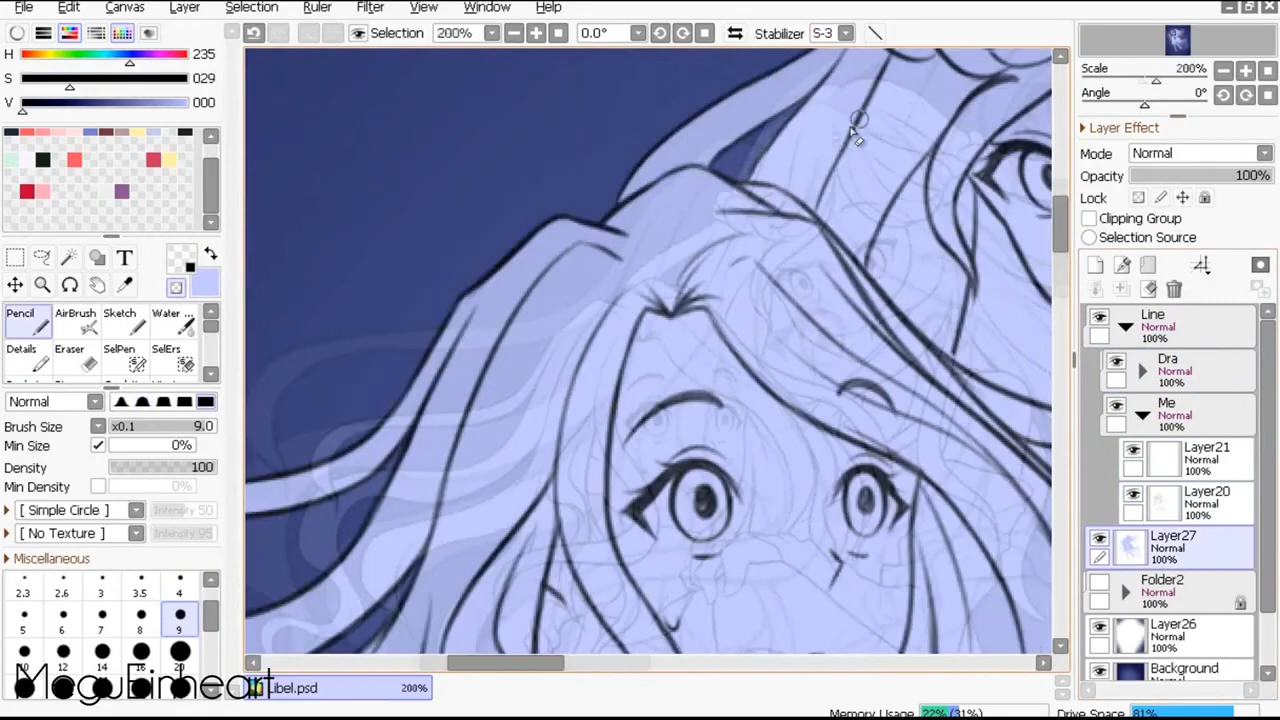 File Edit Canvas Layer Selection Ruler Filter View Window Help
H 235
S 029
V 000
Selection 200% 0.0° Stabilizer S-3
T
Pencil AirBrush Sketch Water ...
Details Eraser SelPen SelErs
Normal
Brush Size x0.1 9.0
Min Size 0%
Density 100
Min Density 0%
[ Simple Circle ] Intensity 50
[ No Texture ] Intensity 95
Miscellaneous
2.3 2.6 3 3.5 4
5 6 7 8 9
10 12 14 16 20
MoguEinheart
Libel.psd 200%
Scale 200%
Angle 0°
Layer Effect
Mode Normal
Opacity 100%
Lock
Clipping Group
Selection Source
Line
Normal
100%
Dra
Normal
100%
Me
Normal
100%
Layer21
Normal
100%
Layer20
Normal
100%
Layer27
Normal
100%
Folder2
Normal
100%
Layer26
Normal
100%
Background
Normal
Memory Usage 22% (31%) Drive Space 81%